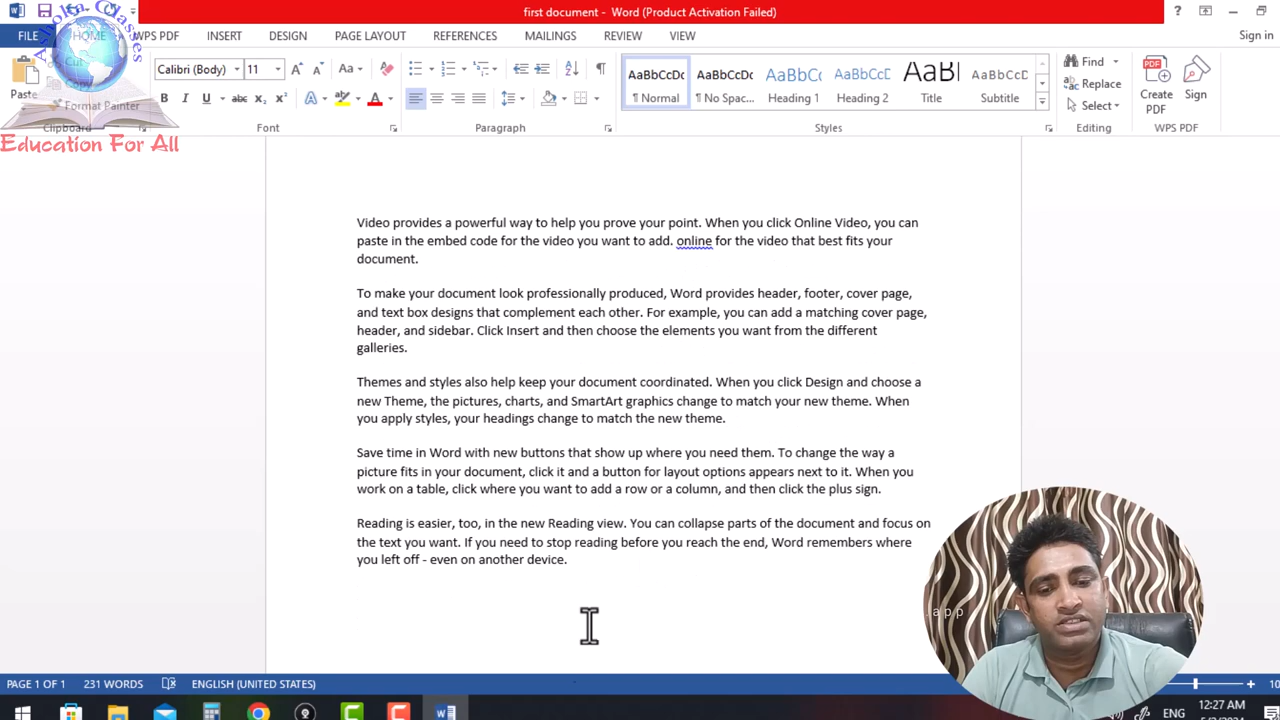 first document - Word (Product Activation Failed)
FILE HOME WPS PDF INSERT DESIGN PAGE LAYOUT REFERENCES MAILINGS REVIEW VIEW Sign in
Ashoka Classes
Education For All
Paste Cut
Copy
Format Painter
Clipboard
Calibri (Body) 11
Font
Paragraph
AaBbCcDc AaBbCcDc AaBbCc AaBbCcD AaBl AaBbCcD
¶ Normal ¶ No Spac... Heading 1 Heading 2 Title Subtitle
Styles
Find
Replace
Select
Editing
Create PDF Sign
WPS PDF
Video provides a powerful way to help you prove your point. When you click Online Video, you can
paste in the embed code for the video you want to add. online for the video that best fits your
document.
To make your document look professionally produced, Word provides header, footer, cover page,
and text box designs that complement each other. For example, you can add a matching cover page,
header, and sidebar. Click Insert and then choose the elements you want from the different
galleries.
Themes and styles also help keep your document coordinated. When you click Design and choose a
new Theme, the pictures, charts, and SmartArt graphics change to match your new theme. When
you apply styles, your headings change to match the new theme.
Save time in Word with new buttons that show up where you need them. To change the way a
picture fits in your document, click it and a button for layout options appears next to it. When you
work on a table, click where you want to add a row or a column, and then click the plus sign.
Reading is easier, too, in the new Reading view. You can collapse parts of the document and focus on
the text you want. If you need to stop reading before you reach the end, Word remembers where
you left off - even on another device.
app
PAGE 1 OF 1 231 WORDS ENGLISH (UNITED STATES) 10
ENG 12:27 AM